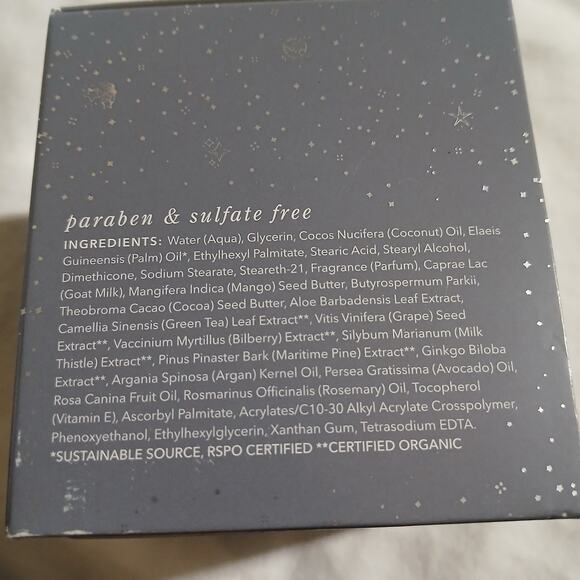 paraben & sulfate free
INGREDIENTS: Water (Aqua), Glycerin, Cocos Nucifera (Coconut) Oil, Elaeis
Guineensis (Palm) Oil*, Ethylhexyl Palmitate, Stearic Acid, Stearyl Alcohol,
Dimethicone, Sodium Stearate, Steareth-21, Fragrance (Parfum), Caprae Lac
(Goat Milk), Mangifera Indica (Mango) Seed Butter, Butyrospermum Parkii,
Theobroma Cacao (Cocoa) Seed Butter, Aloe Barbadensis Leaf Extract,
Camellia Sinensis (Green Tea) Leaf Extract**, Vitis Vinifera (Grape) Seed
Extract**, Vaccinium Myrtillus (Bilberry) Extract**, Silybum Marianum (Milk
Thistle) Extract**, Pinus Pinaster Bark (Maritime Pine) Extract**, Ginkgo Biloba
Extract**, Argania Spinosa (Argan) Kernel Oil, Persea Gratissima (Avocado) Oil,
Rosa Canina Fruit Oil, Rosmarinus Officinalis (Rosemary) Oil, Tocopherol
(Vitamin E), Ascorbyl Palmitate, Acrylates/C10-30 Alkyl Acrylate Crosspolymer,
Phenoxyethanol, Ethylhexylglycerin, Xanthan Gum, Tetrasodium EDTA.
*SUSTAINABLE SOURCE, RSPO CERTIFIED **CERTIFIED ORGANIC